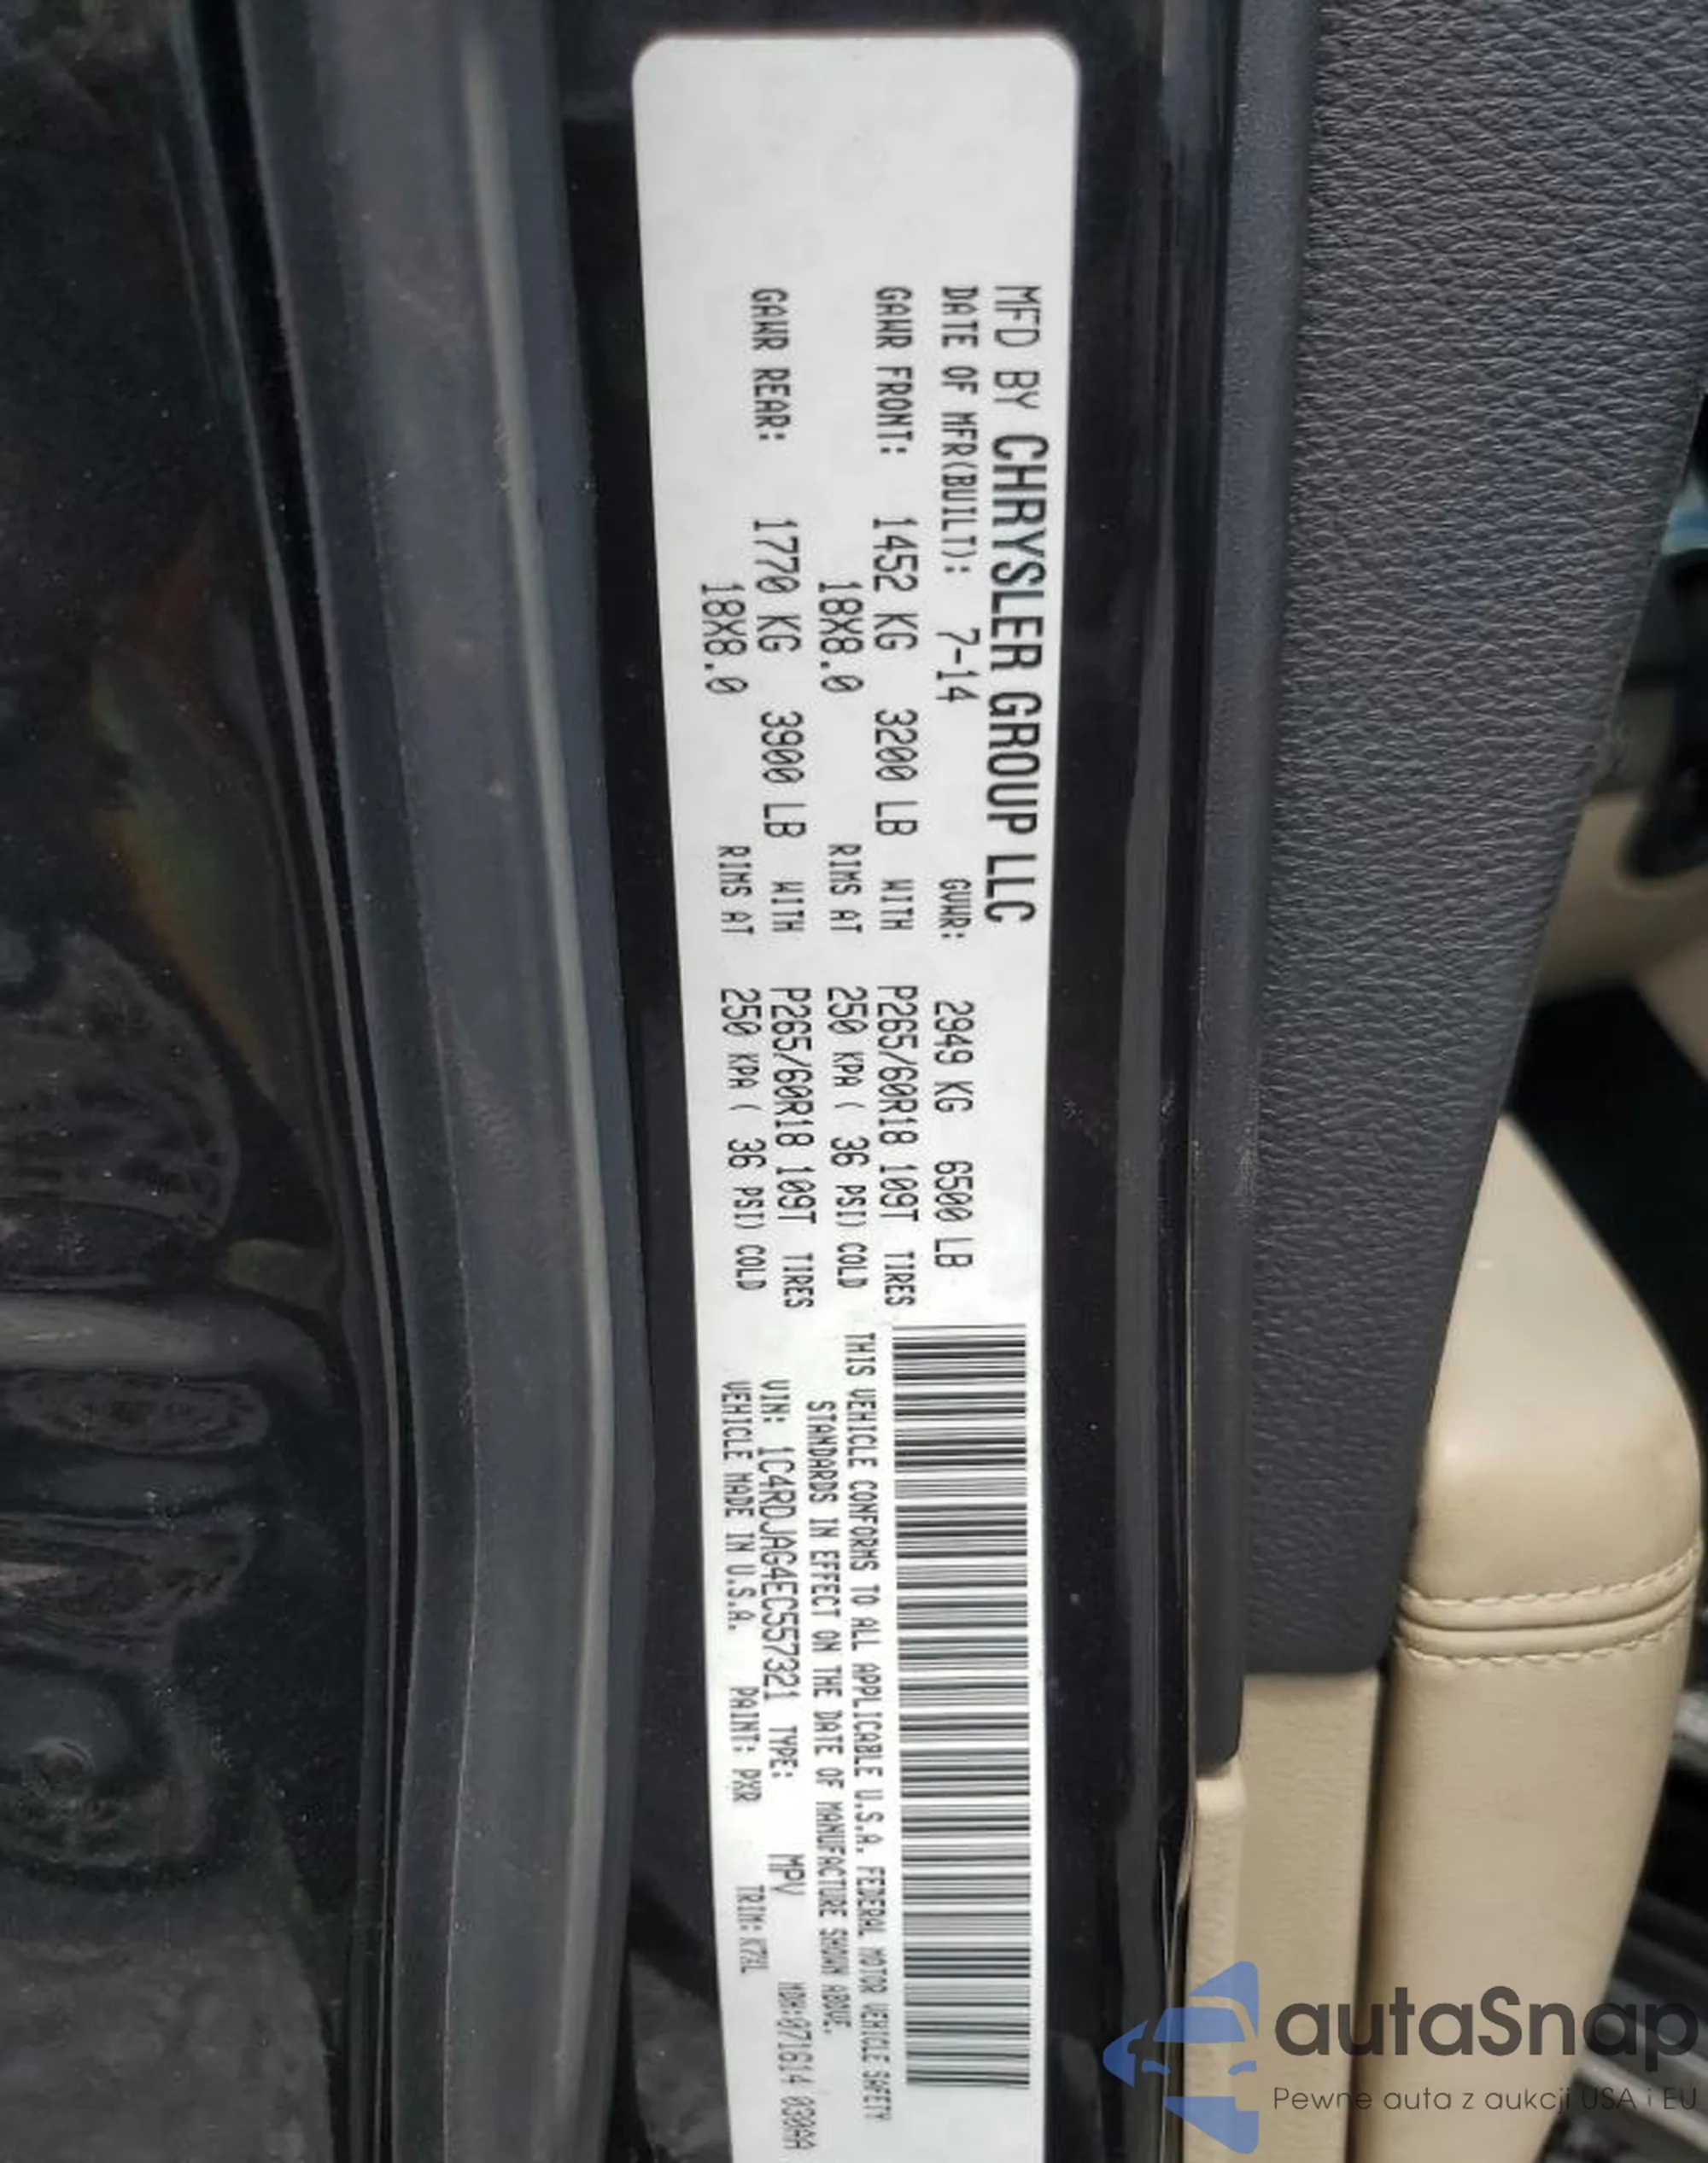 MFD BY CHRYSLER GROUP LLC
DATE OF MFR(BUILT): 7-14 GVWR: 2949 KG 6500 LB
GAWR FRONT: 1452 KG 3200 LB WITH P265/60R18 109T TIRES
18X8.0 RIMS AT 250 KPA ( 36 PSI) COLD
GAWR REAR: 1770 KG 3900 LB WITH P265/60R18 109T TIRES
18X8.0 RIMS AT 250 KPA ( 36 PSI) COLD
THIS VEHICLE CONFORMS TO ALL APPLICABLE U.S.A. FEDERAL MOTOR VEHICLE SAFETY
STANDARDS IN EFFECT ON THE DATE OF MANUFACTURE SHOWN ABOVE.
VIN: 1C4RDJAG4EC557321 TYPE: MPV MDH:071614 030AA
VEHICLE MADE IN U.S.A. PAINT: PXR TRIM:
autaSnap
Pewne auta z aukcji USA i EU